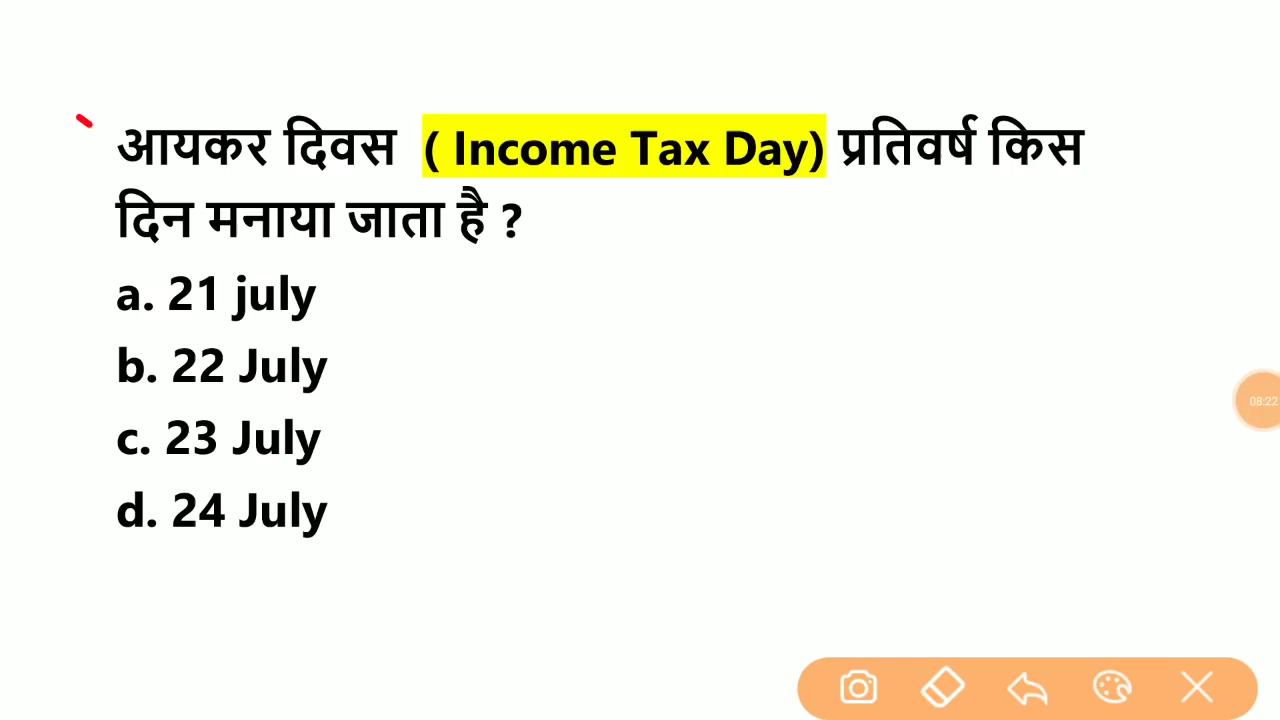 आयकर दिवस ( Income Tax Day) प्रतिवर्ष किस
दिन मनाया जाता है ?
a. 21 july
b. 22 July
c. 23 July
d. 24 July
08:22